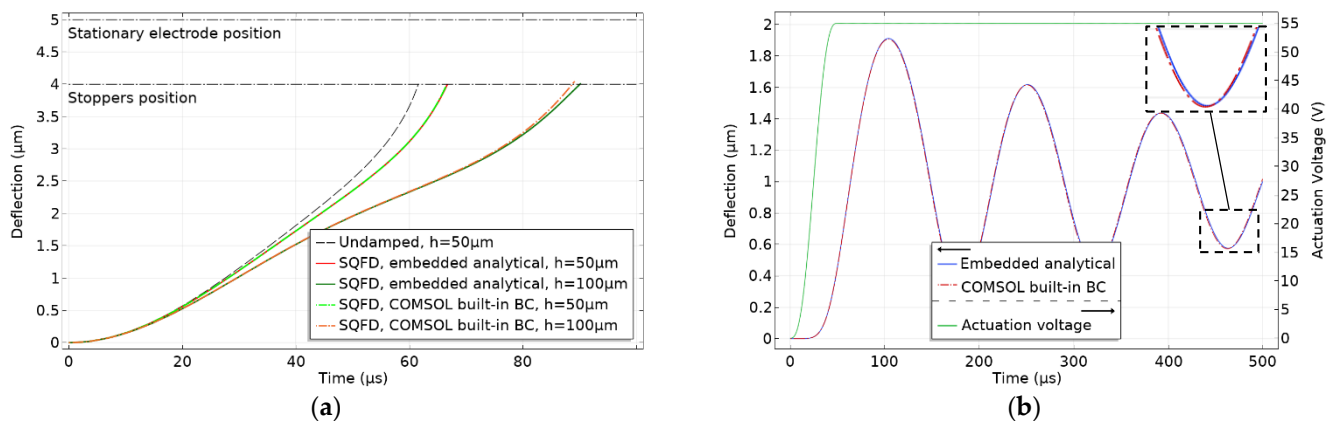 5
Stationary electrode position
4.5
4
Stoppers position
3.5
3
2.5
2
1.5
1
0.5
0
Deflection (μm)
Undamped, h=50μm
SQFD, embedded analytical, h=50μm
SQFD, embedded analytical, h=100μm
SQFD, COMSOL built-in BC, h=50μm
SQFD, COMSOL built-in BC, h=100μm
0 20 40 60 80
Time (μs)
(a)
2
1.8
1.6
1.4
1.2
1
0.8
0.6
0.4
0.2
0
Deflection (μm)
Embedded analytical
COMSOL built-in BC
Actuation voltage
55
50
45
40
35
30
25
20
15
10
5
0
Actuation Voltage (V)
0 100 200 300 400 500
Time (μs)
(b)